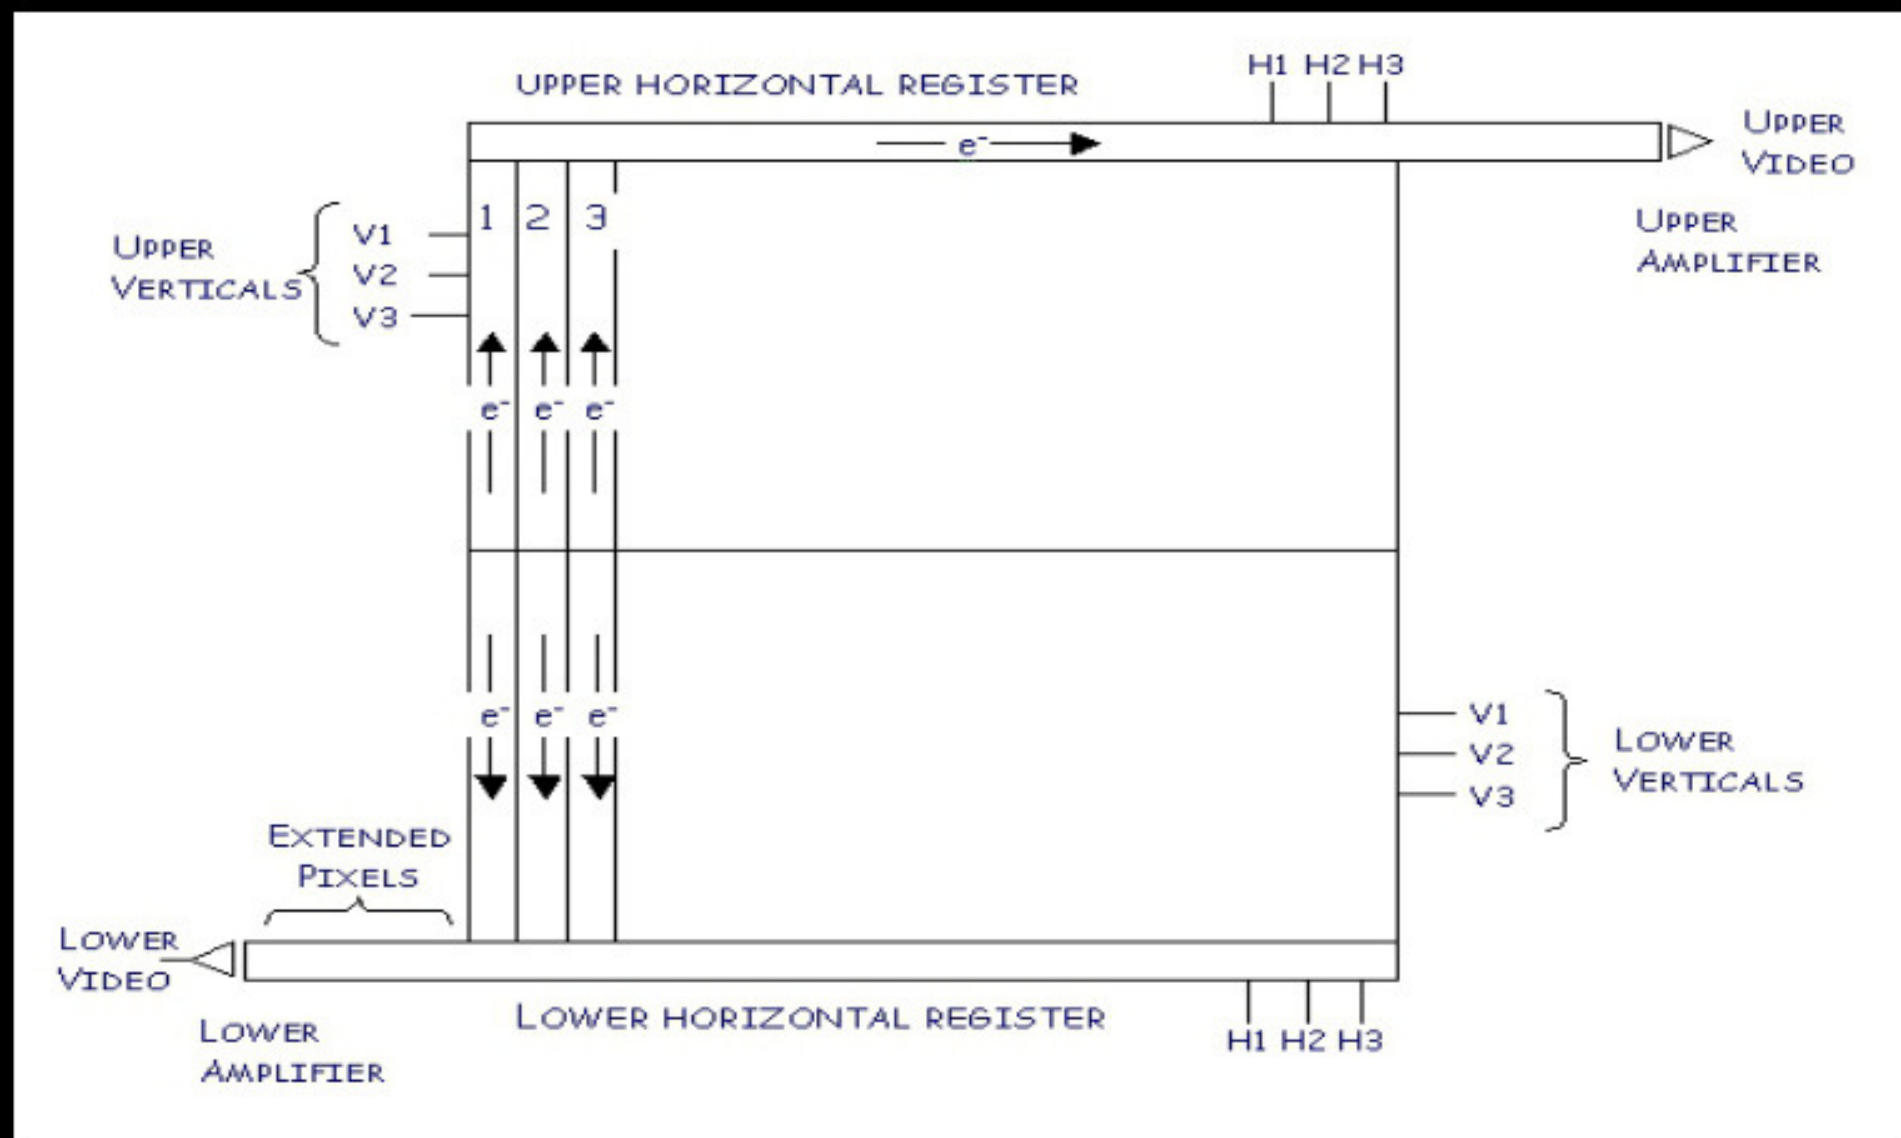 H1 H2 H3
UPPER HORIZONTAL REGISTER
UPPER
VIDEO
e-
UPPER
AMPLIFIER
1 2 3
UPPER
VERTICALS
V1
V2
V3
e- e- e-
e- e- e-
V1
V2
V3
LOWER
VERTICALS
EXTENDED
PIXELS
LOWER
VIDEO
LOWER HORIZONTAL REGISTER
LOWER
AMPLIFIER
H1 H2 H3